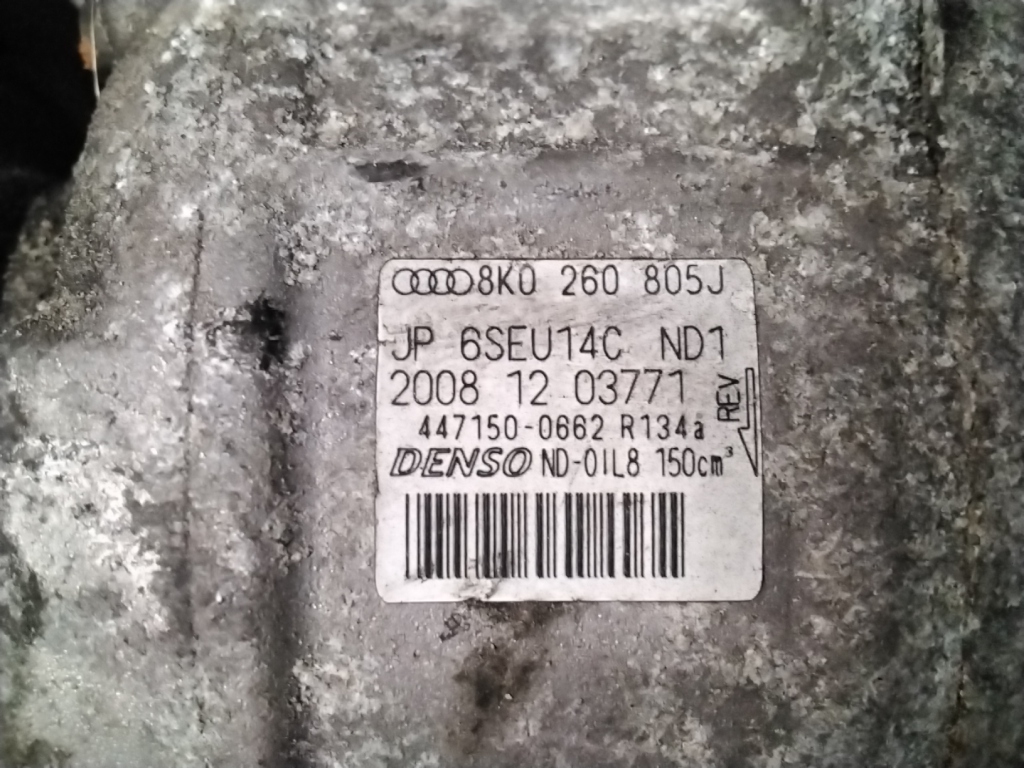 8K0 260 805J
JP 6SEU14C ND1
2008 12 03771
REV
447150-0662 R134a
DENSO ND-OIL8 150cm³